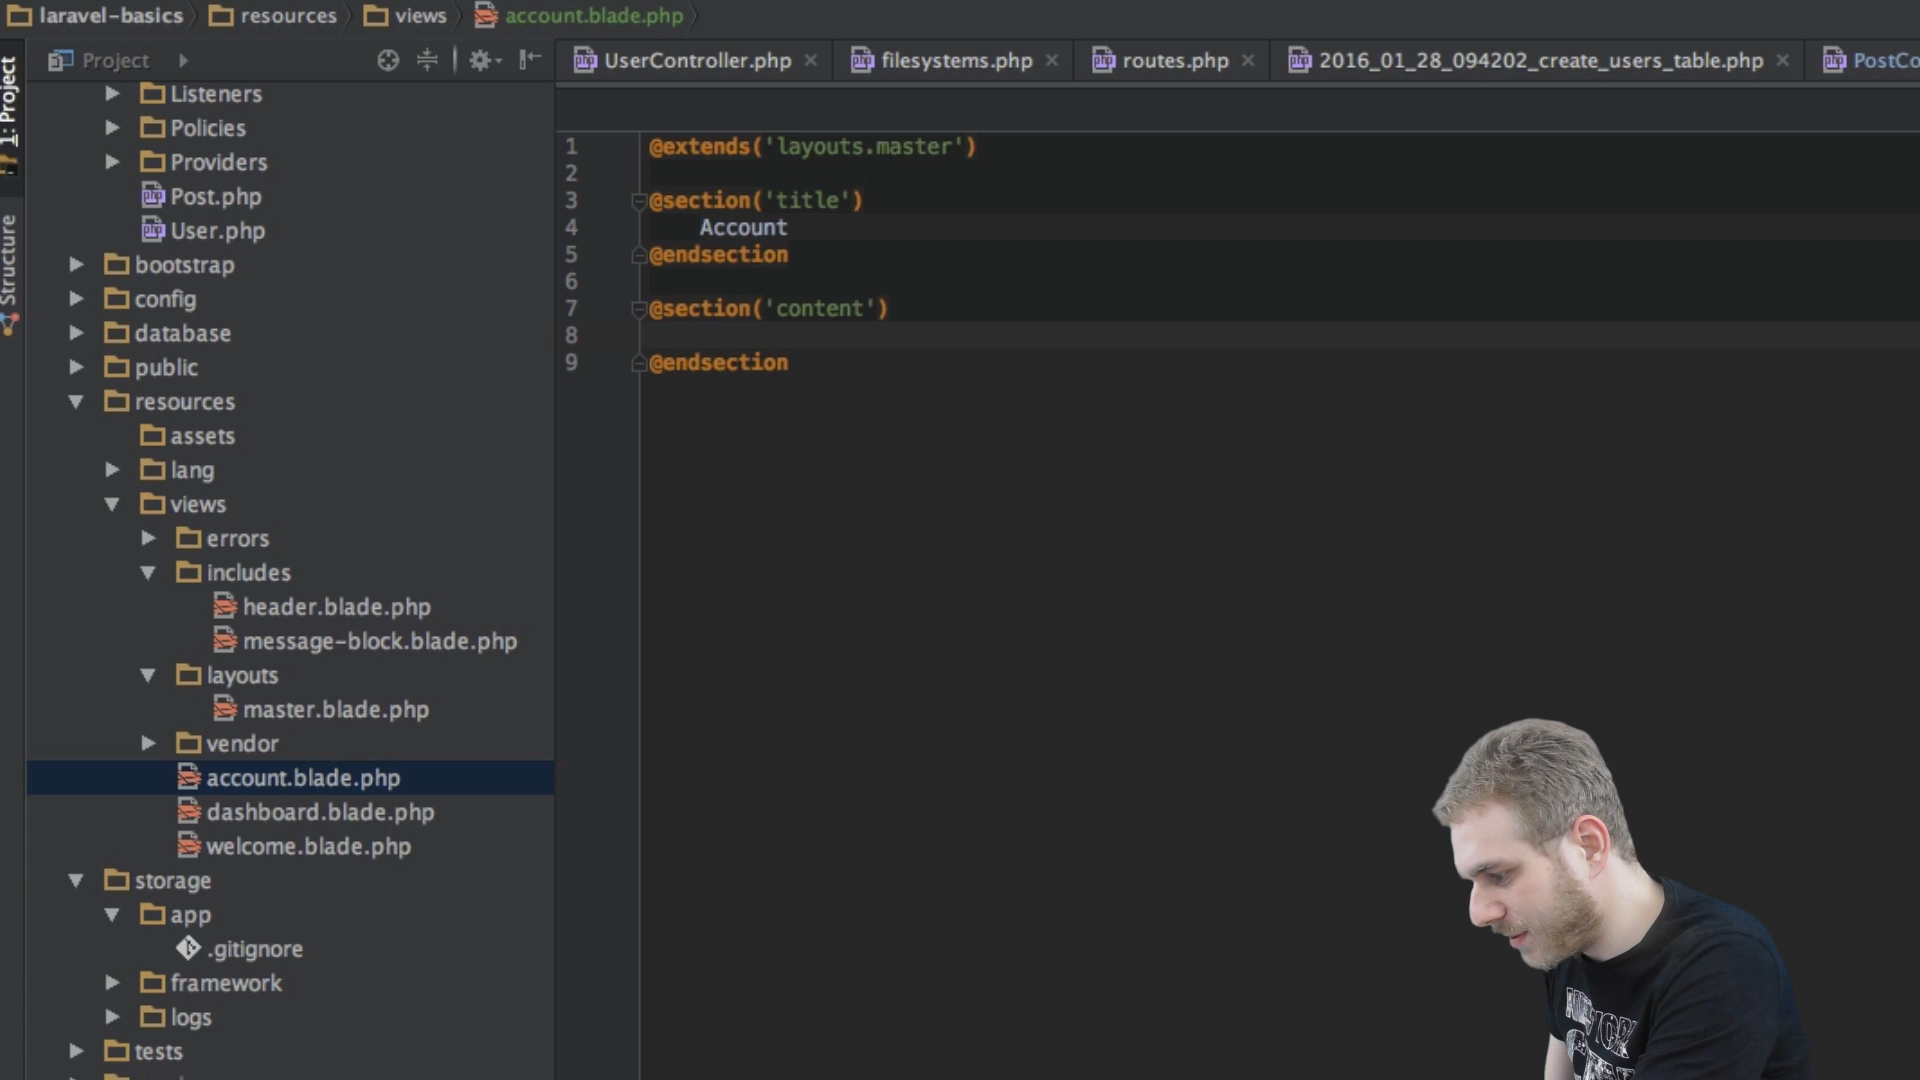 laravel-basics resources views account.blade.php
Project
UserController.php filesystems.php routes.php 2016_01_28_094202_create_users_table.php
1: Project
Structure
Listeners
Policies
Providers
Post.php
User.php
bootstrap
config
database
public
resources
assets
lang
views
errors
includes
header.blade.php
message-block.blade.php
layouts
master.blade.php
vendor
account.blade.php
dashboard.blade.php
welcome.blade.php
storage
app
.gitignore
framework
logs
tests
1 @extends('layouts.master')
2
3 @section('title')
4 Account
5 @endsection
6
7 @section('content')
8
9 @endsection